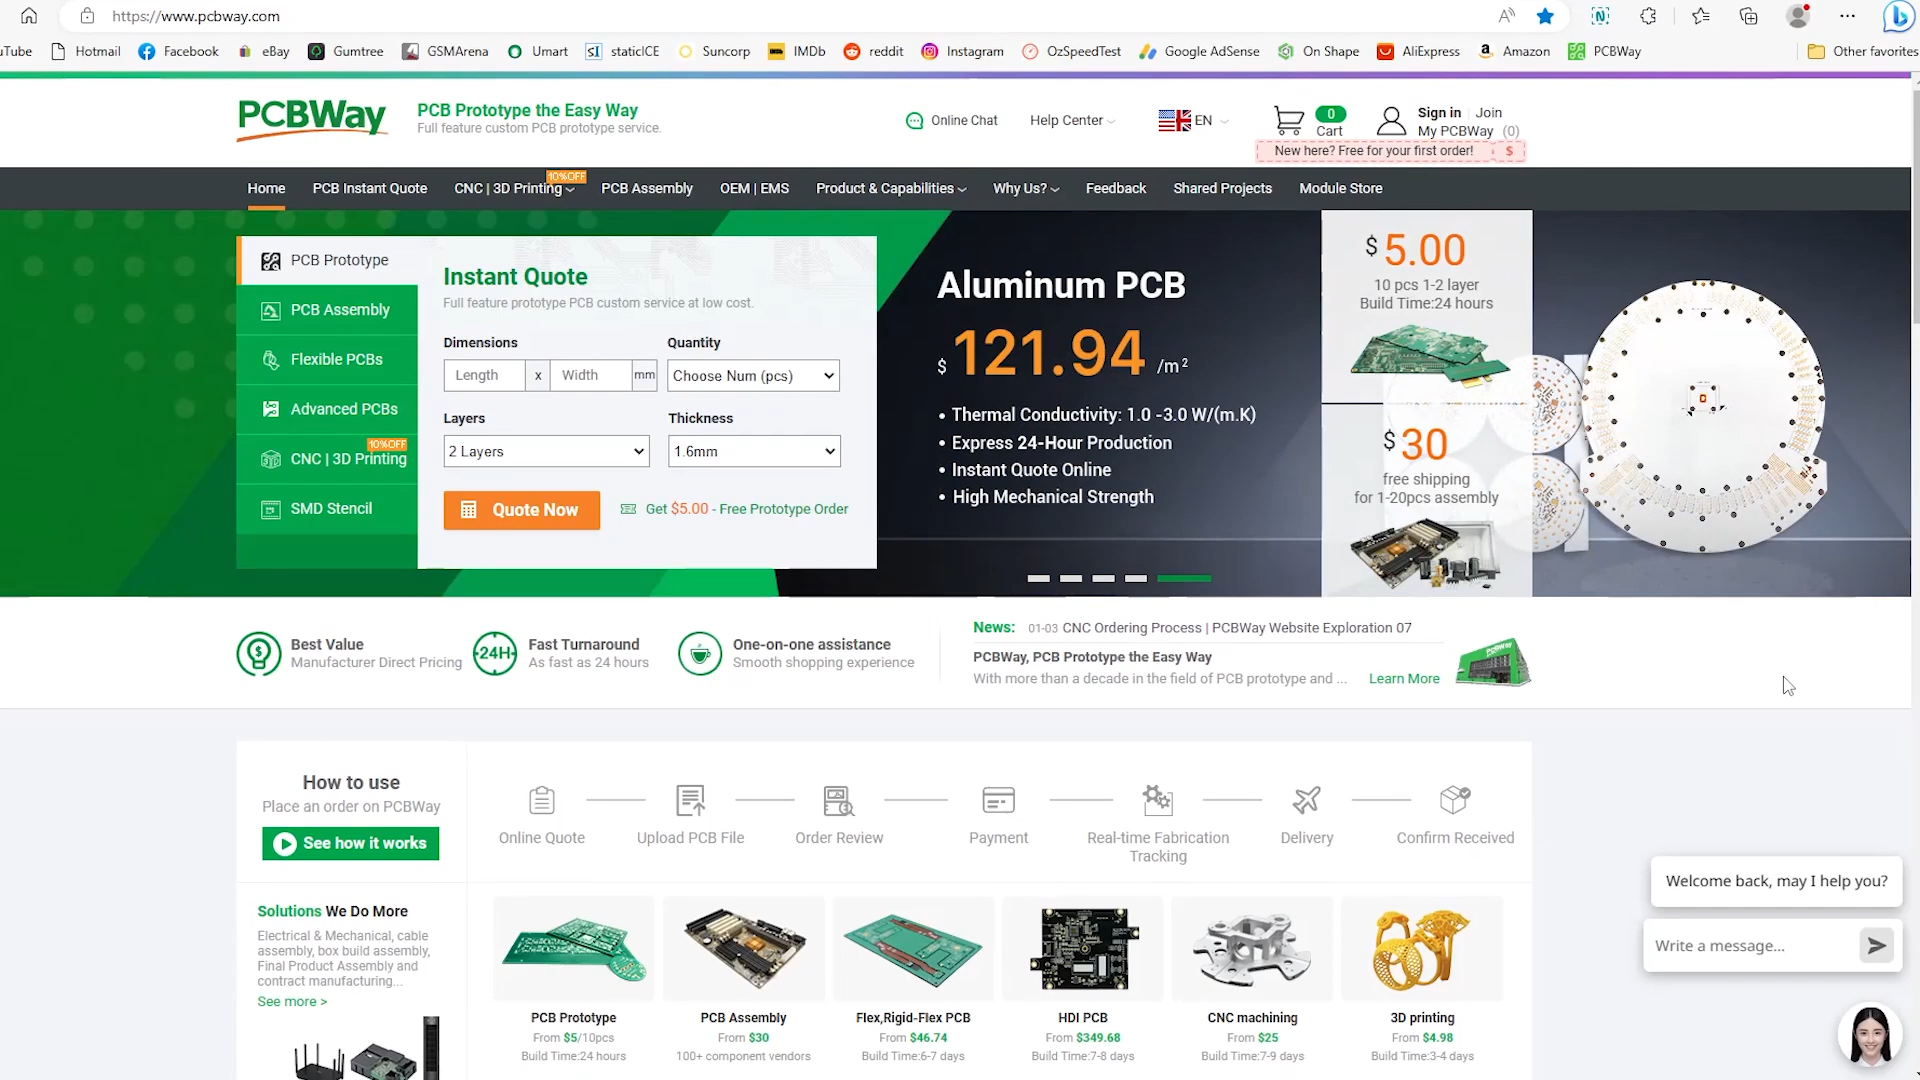 https://www.pcbway.com
uTube
Hotmail
Facebook
eBay
Gumtree
GSMArena
Umart
staticICE
Suncorp
IMDb
reddit
Instagram
OzSpeedTest
Google AdSense
On Shape
AliExpress
Amazon
PCBWay
Other favorites
PCBWay
PCB Prototype the Easy Way
Full feature custom PCB prototype service.
Online Chat
Help Center
EN
0
Cart
Sign in | Join
My PCBWay (0)
New here? Free for your first order! $
Home
PCB Instant Quote
CNC | 3D Printing
10%OFF
PCB Assembly
OEM | EMS
Product & Capabilities
Why Us?
Feedback
Shared Projects
Module Store
PCB Prototype
PCB Assembly
Flexible PCBs
Advanced PCBs
10%OFF
CNC | 3D Printing
SMD Stencil
Instant Quote
Full feature prototype PCB custom service at low cost.
Dimensions
Quantity
Length x Width mm
Choose Num (pcs)
Layers
Thickness
2 Layers
1.6mm
Quote Now
Get $5.00 - Free Prototype Order
Aluminum PCB
$ 121.94 /m²
• Thermal Conductivity: 1.0 -3.0 W/(m.K)
• Express 24-Hour Production
• Instant Quote Online
• High Mechanical Strength
$ 5.00
10 pcs 1-2 layer
Build Time:24 hours
$ 30
free shipping
for 1-20pcs assembly
Best Value
Manufacturer Direct Pricing
24H
Fast Turnaround
As fast as 24 hours
One-on-one assistance
Smooth shopping experience
News: 01-03 CNC Ordering Process | PCBWay Website Exploration 07
PCBWay, PCB Prototype the Easy Way
With more than a decade in the field of PCB prototype and ... Learn More
How to use
Place an order on PCBWay
See how it works
Online Quote
Upload PCB File
Order Review
Payment
Real-time Fabrication
Tracking
Delivery
Confirm Received
Solutions We Do More
Electrical & Mechanical, cable
assembly, box build assembly,
Final Product Assembly and
contract manufacturing...
See more >
PCB Prototype
From $5/10pcs
Build Time:24 hours
PCB Assembly
From $30
100+ component vendors
Flex,Rigid-Flex PCB
From $46.74
Build Time:6-7 days
HDI PCB
From $349.68
Build Time:7-8 days
CNC machining
From $25
Build Time:7-9 days
3D printing
From $4.98
Build Time:3-4 days
Welcome back, may I help you?
Write a message...